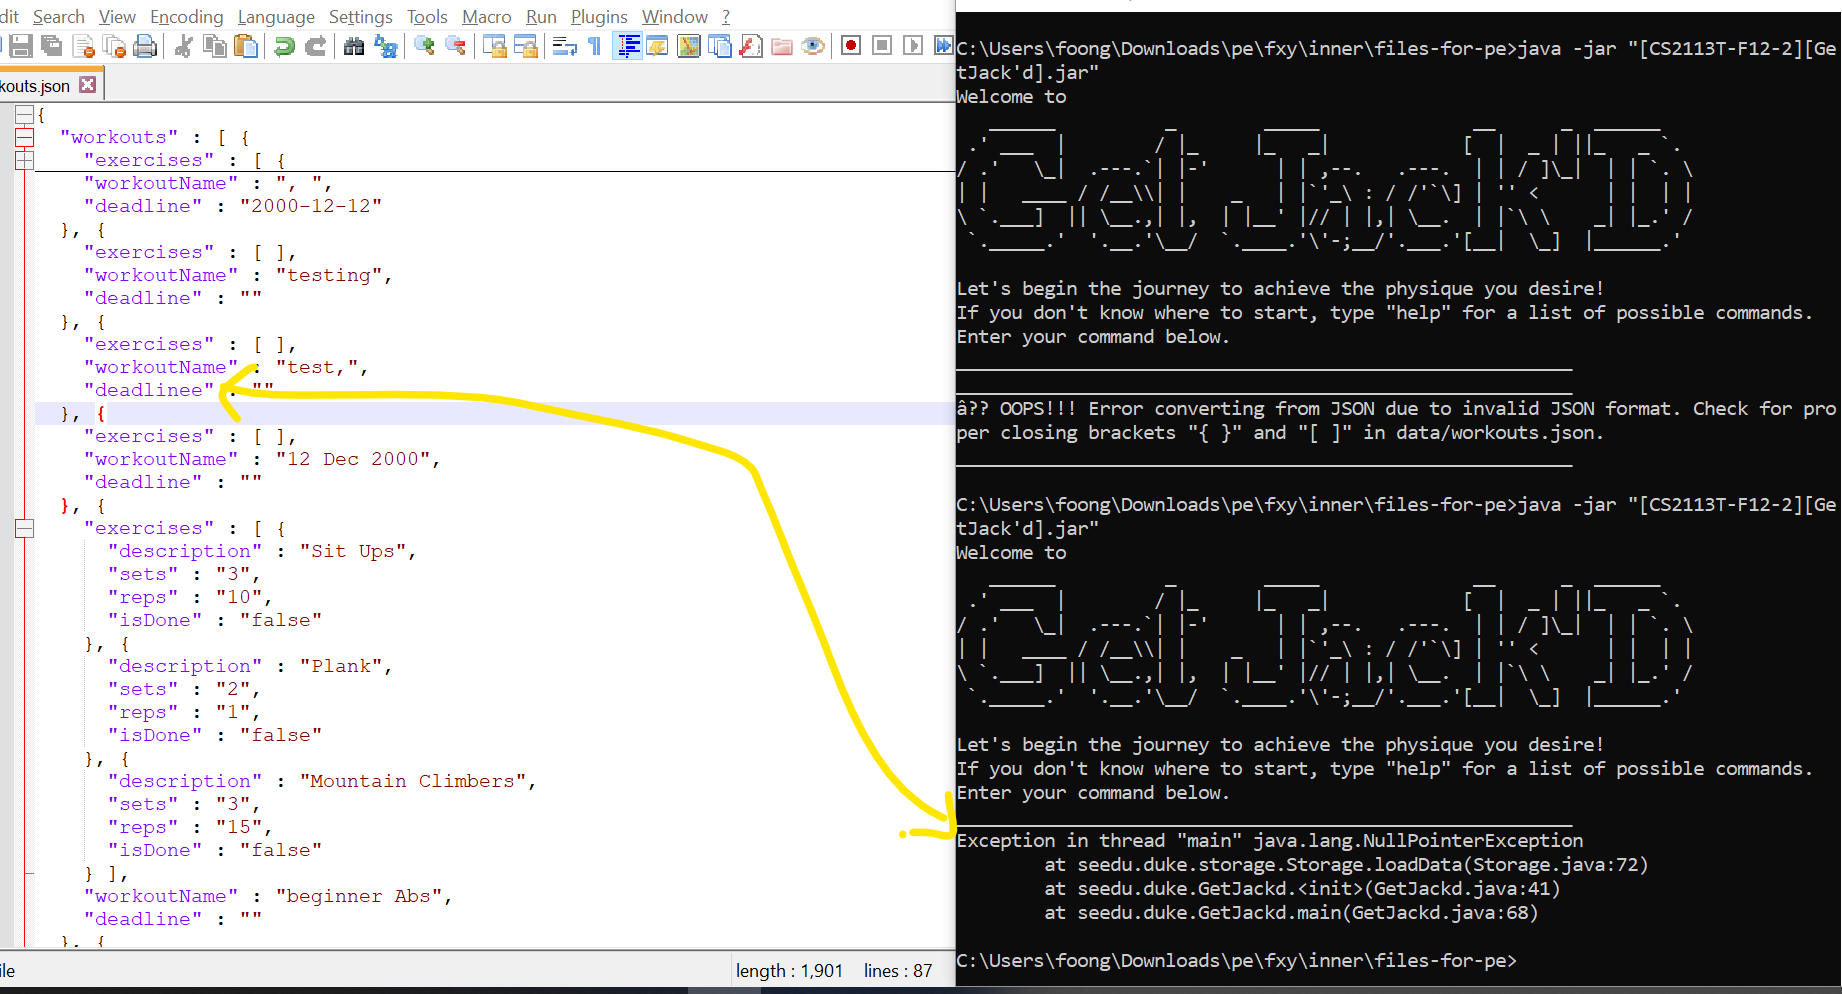 dit Search View Encoding Language Settings Tools Macro Run Plugins Window ?
kouts.json
{
"workouts" : [ {
"exercises" : [ {
"workoutName" : ", ",
"deadline" : "2000-12-12"
}, {
"exercises" : [ ],
"workoutName" : "testing",
"deadline" : ""
}, {
"exercises" : [ ],
"workoutName" : "test,",
"deadlinee" : ""
}, {
"exercises" : [ ],
"workoutName" : "12 Dec 2000",
"deadline" : ""
}, {
"exercises" : [ {
"description" : "Sit Ups",
"sets" : "3",
"reps" : "10",
"isDone" : "false"
}, {
"description" : "Plank",
"sets" : "2",
"reps" : "1",
"isDone" : "false"
}, {
"description" : "Mountain Climbers",
"sets" : "3",
"reps" : "15",
"isDone" : "false"
} ],
"workoutName" : "beginner Abs",
"deadline" : ""
}, {
ile
length : 1,901 lines : 87
C:\Users\foong\Downloads\pe\fxy\inner\files-for-pe>java -jar "[CS2113T-F12-2][Ge
tJack'd].jar"
Welcome to
Get Jack'D
Let's begin the journey to achieve the physique you desire!
If you don't know where to start, type "help" for a list of possible commands.
Enter your command below.
â?? OOPS!!! Error converting from JSON due to invalid JSON format. Check for pro
per closing brackets "{ }" and "[ ]" in data/workouts.json.
C:\Users\foong\Downloads\pe\fxy\inner\files-for-pe>java -jar "[CS2113T-F12-2][Ge
tJack'd].jar"
Welcome to
Get Jack'D
Let's begin the journey to achieve the physique you desire!
If you don't know where to start, type "help" for a list of possible commands.
Enter your command below.
Exception in thread "main" java.lang.NullPointerException
at seedu.duke.storage.Storage.loadData(Storage.java:72)
at seedu.duke.GetJackd.<init>(GetJackd.java:41)
at seedu.duke.GetJackd.main(GetJackd.java:68)
C:\Users\foong\Downloads\pe\fxy\inner\files-for-pe>